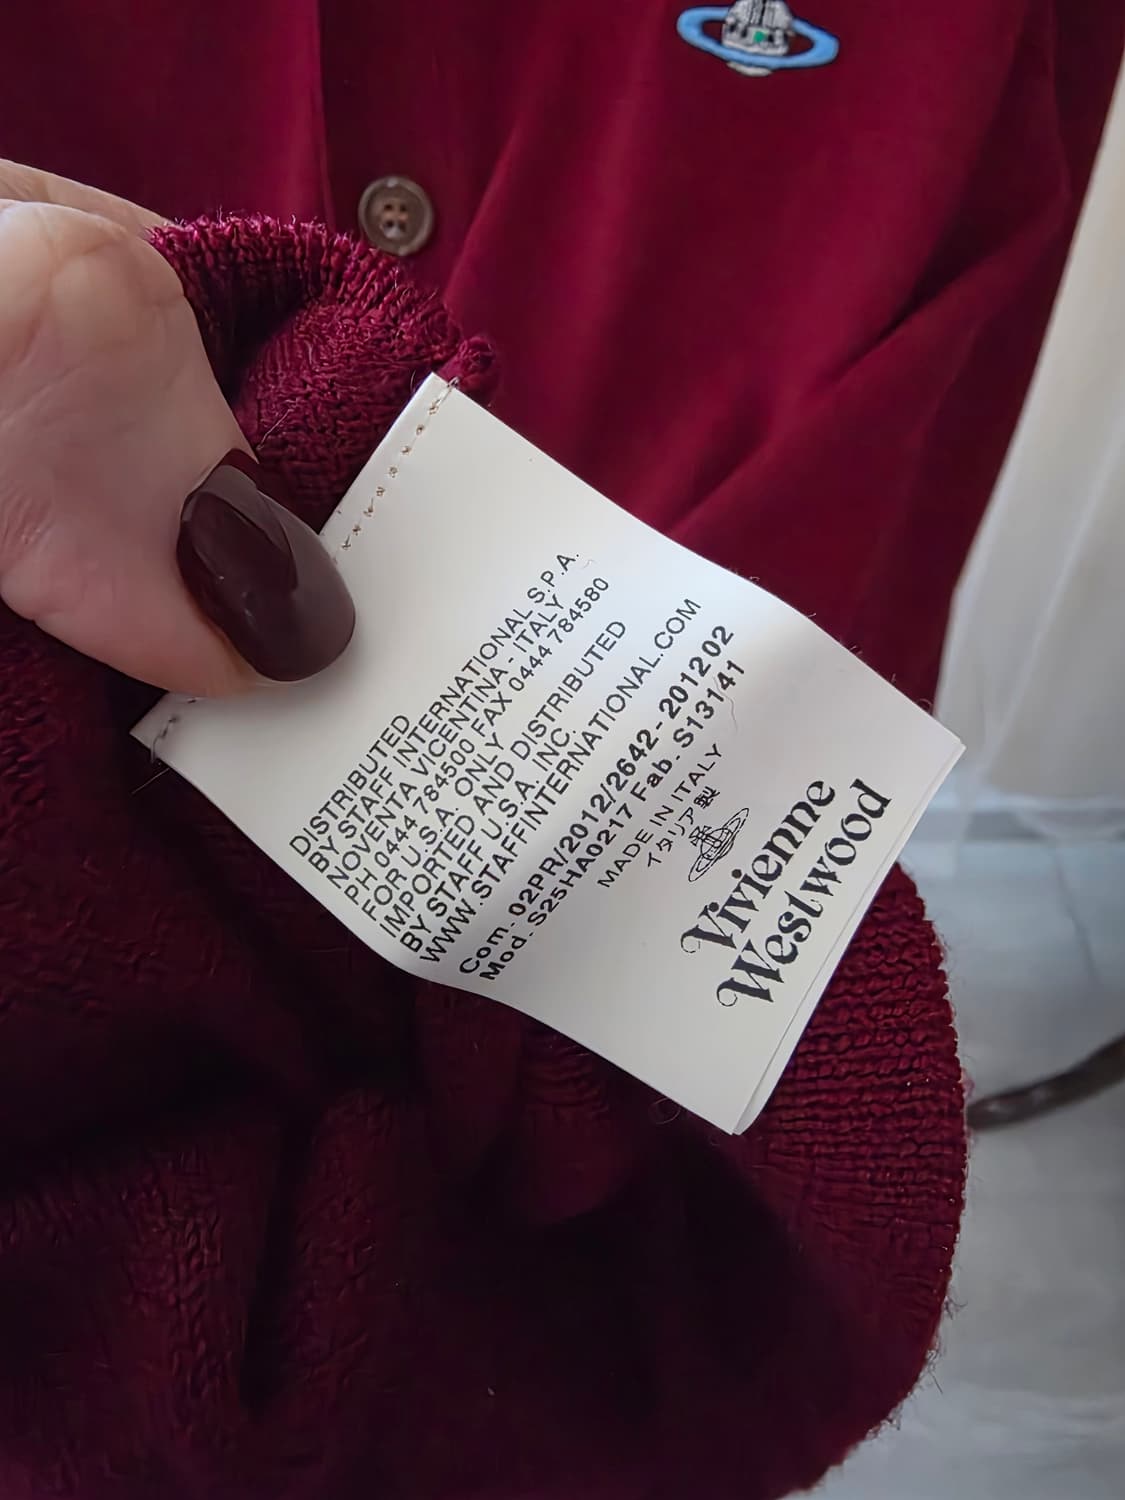 DISTRIBUTED
BY STAFF INTERNATIONAL S.P.A.
NOVENTA VICENTINA - ITALY
PH 0444 784500 FAX 0444 784580
FOR U.S.A. ONLY
IMPORTED AND DISTRIBUTED
BY STAFF U.S.A. INC.
WWW.STAFFINTERNATIONAL.COM
Com. 02PR/2012/2642 - 2012 02
Mod. S25HA0217 Fab. S13141
MADE IN ITALY
イタリア製
Vivienne
Westwood